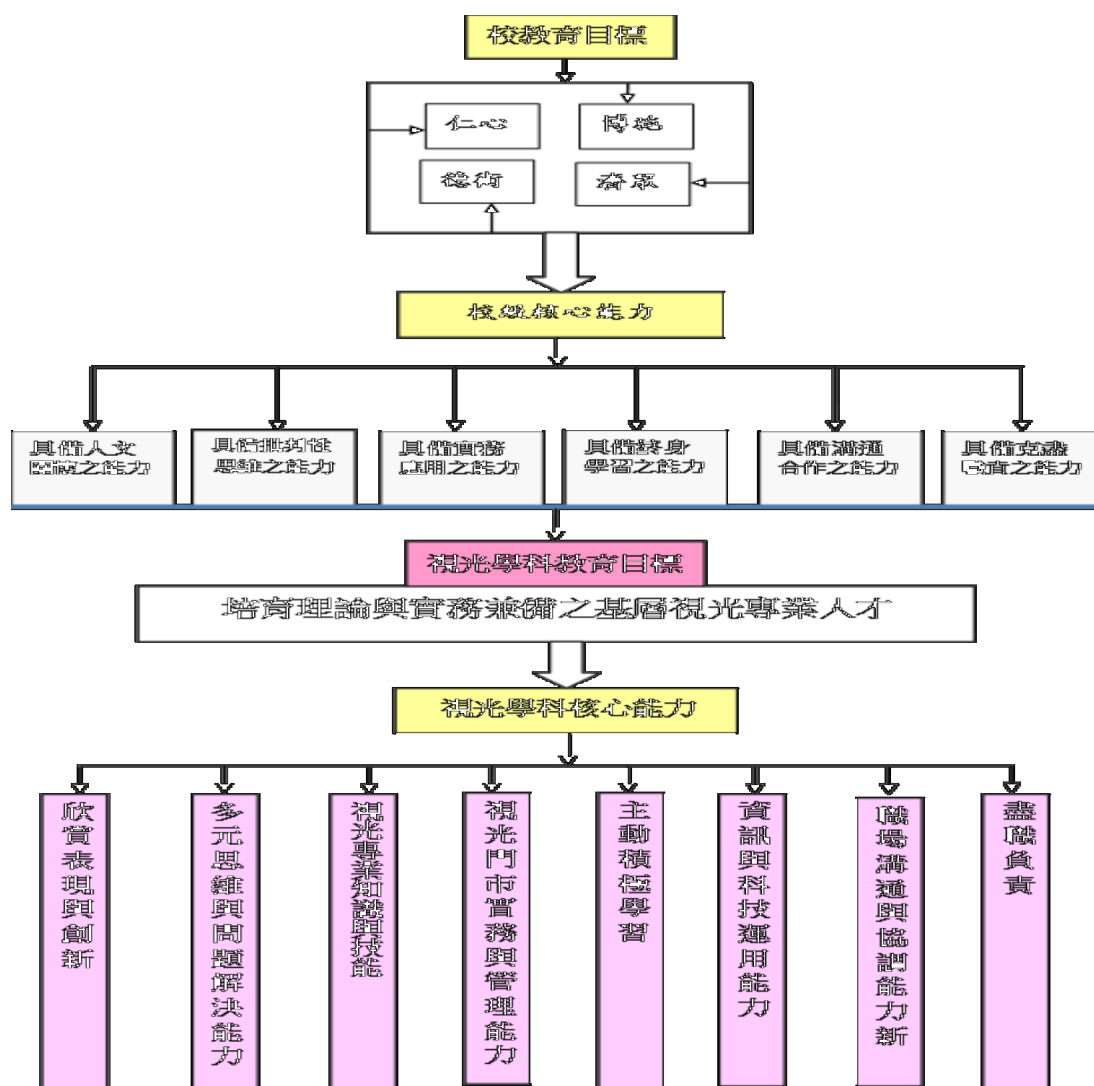 校教育目標
仁心
博施
德術
濟眾
校級核心能力
具備人文
關懷之能力
具備批判性
思維之能力
具備實務
應用之能力
具備終身
學習之能力
具備溝通
合作之能力
具備克盡
職責之能力
視光學科教育目標
培育理論與實務兼備之基層視光專業人才
視光學科核心能力
欣賞表現與創新
多元思維與問題解決能力
視光專業知識與技能
視光門市實務與管理能力
主動積極學習
資訊與科技運用能力
職場溝通與協調能力新
盡職負責